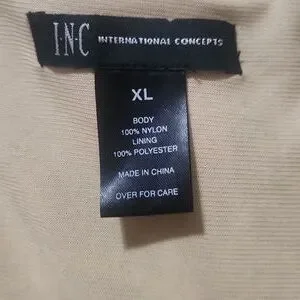 I·N·C INTERNATIONAL CONCEPTS
XL
BODY
100% NYLON
LINING
100% POLYESTER
MADE IN CHINA
OVER FOR CARE